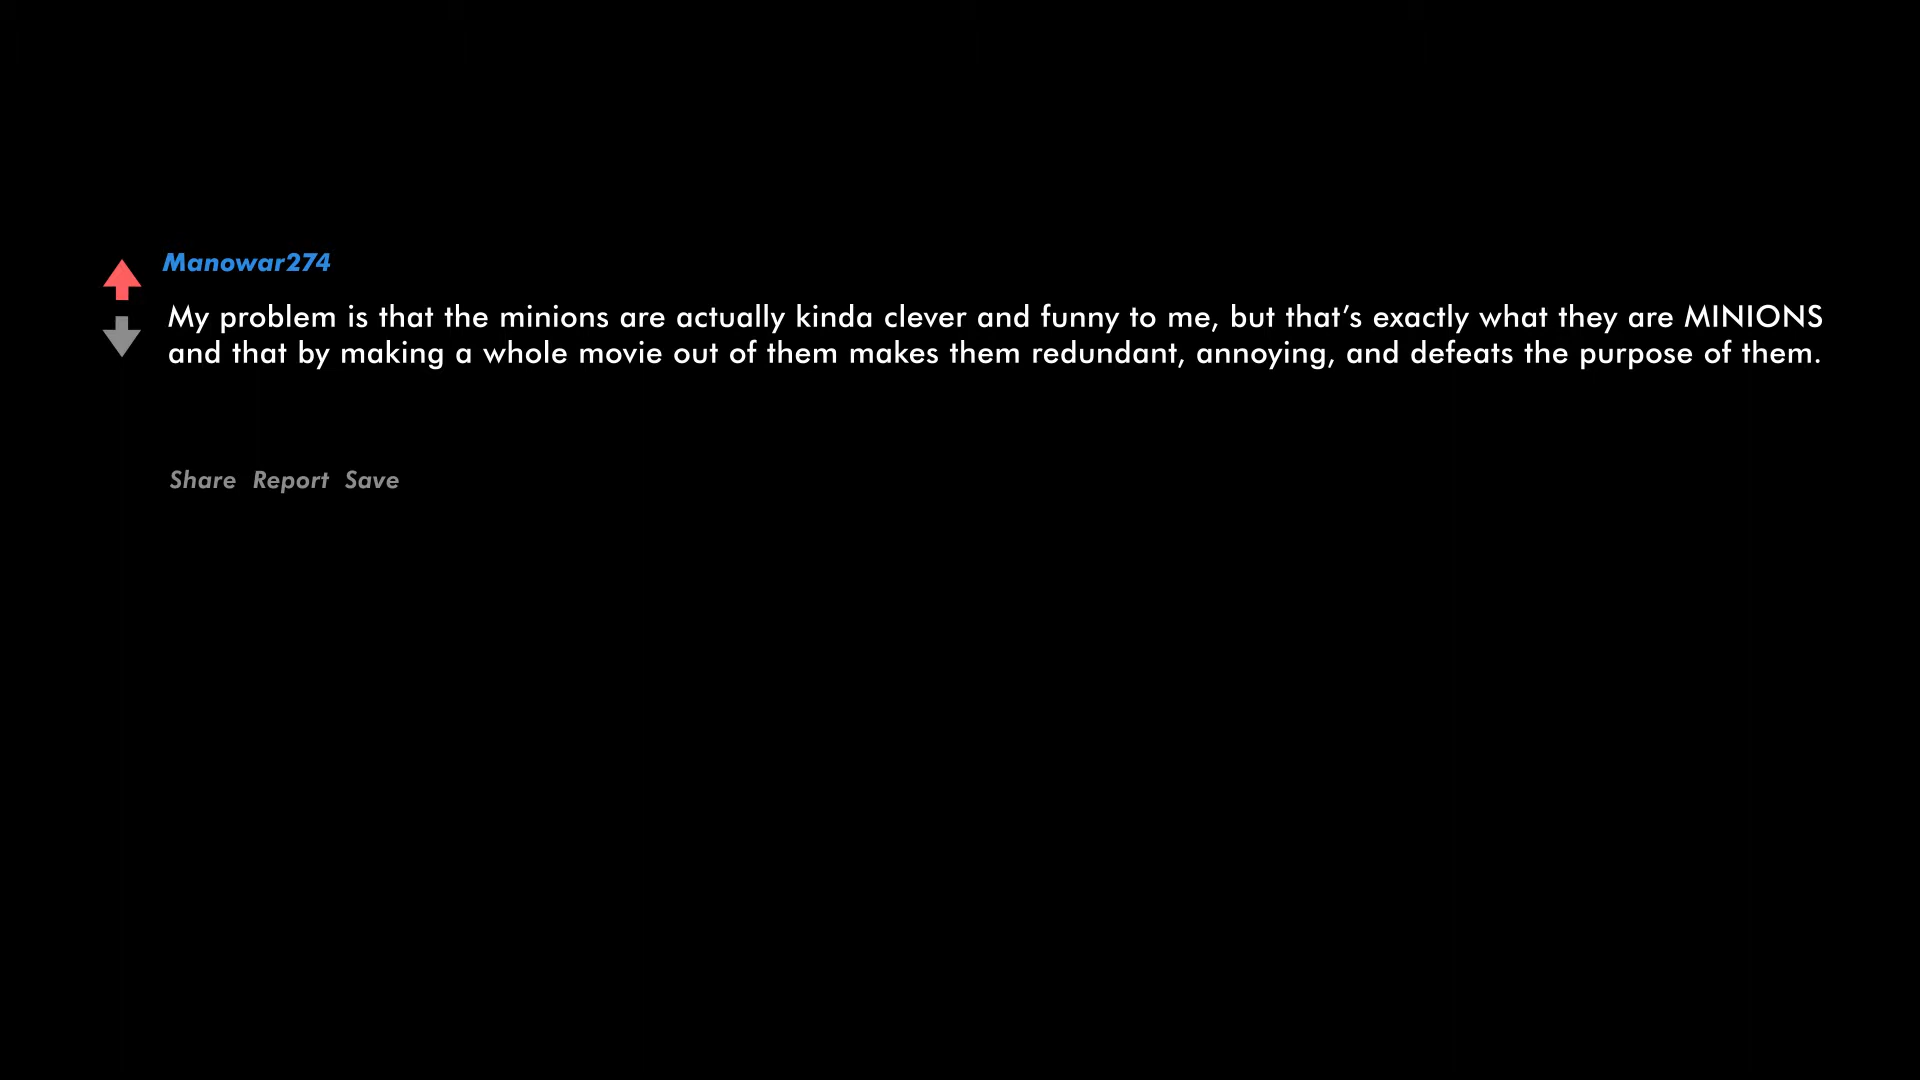 Manowar274
My problem is that the minions are actually kinda clever and funny to me, but that’s exactly what they are MINIONS
and that by making a whole movie out of them makes them redundant, annoying, and defeats the purpose of them.
Share Report Save